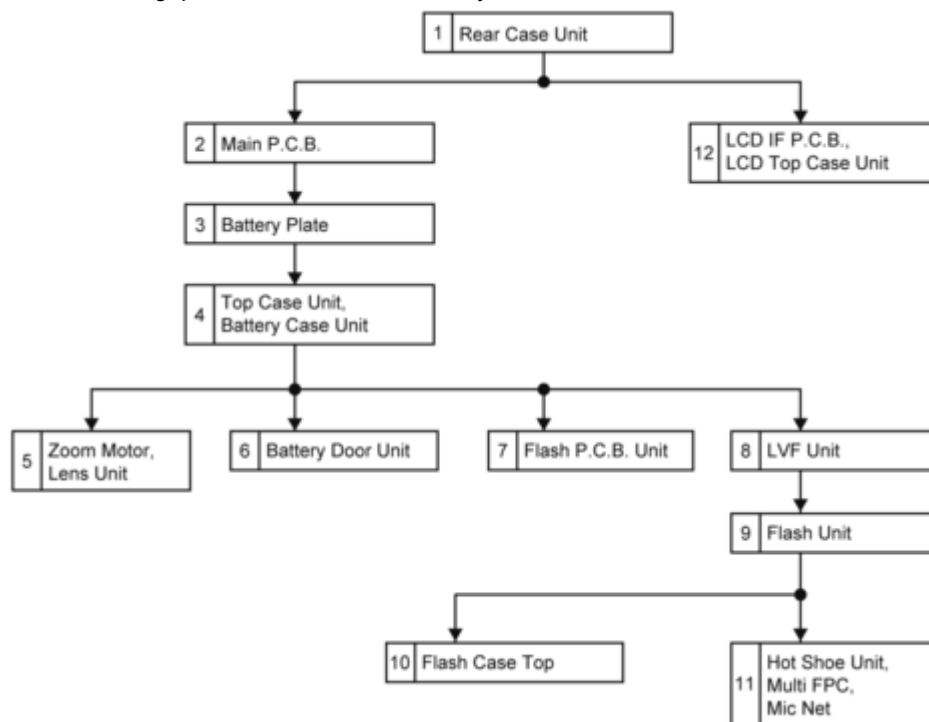 1 Rear Case Unit
2 Main P.C.B.
12 LCD IF P.C.B.,
LCD Top Case Unit
3 Battery Plate
4 Top Case Unit,
Battery Case Unit
5 Zoom Motor,
Lens Unit
6 Battery Door Unit
7 Flash P.C.B. Unit
8 LVF Unit
9 Flash Unit
10 Flash Case Top
11 Hot Shoe Unit,
Multi FPC,
Mic Net